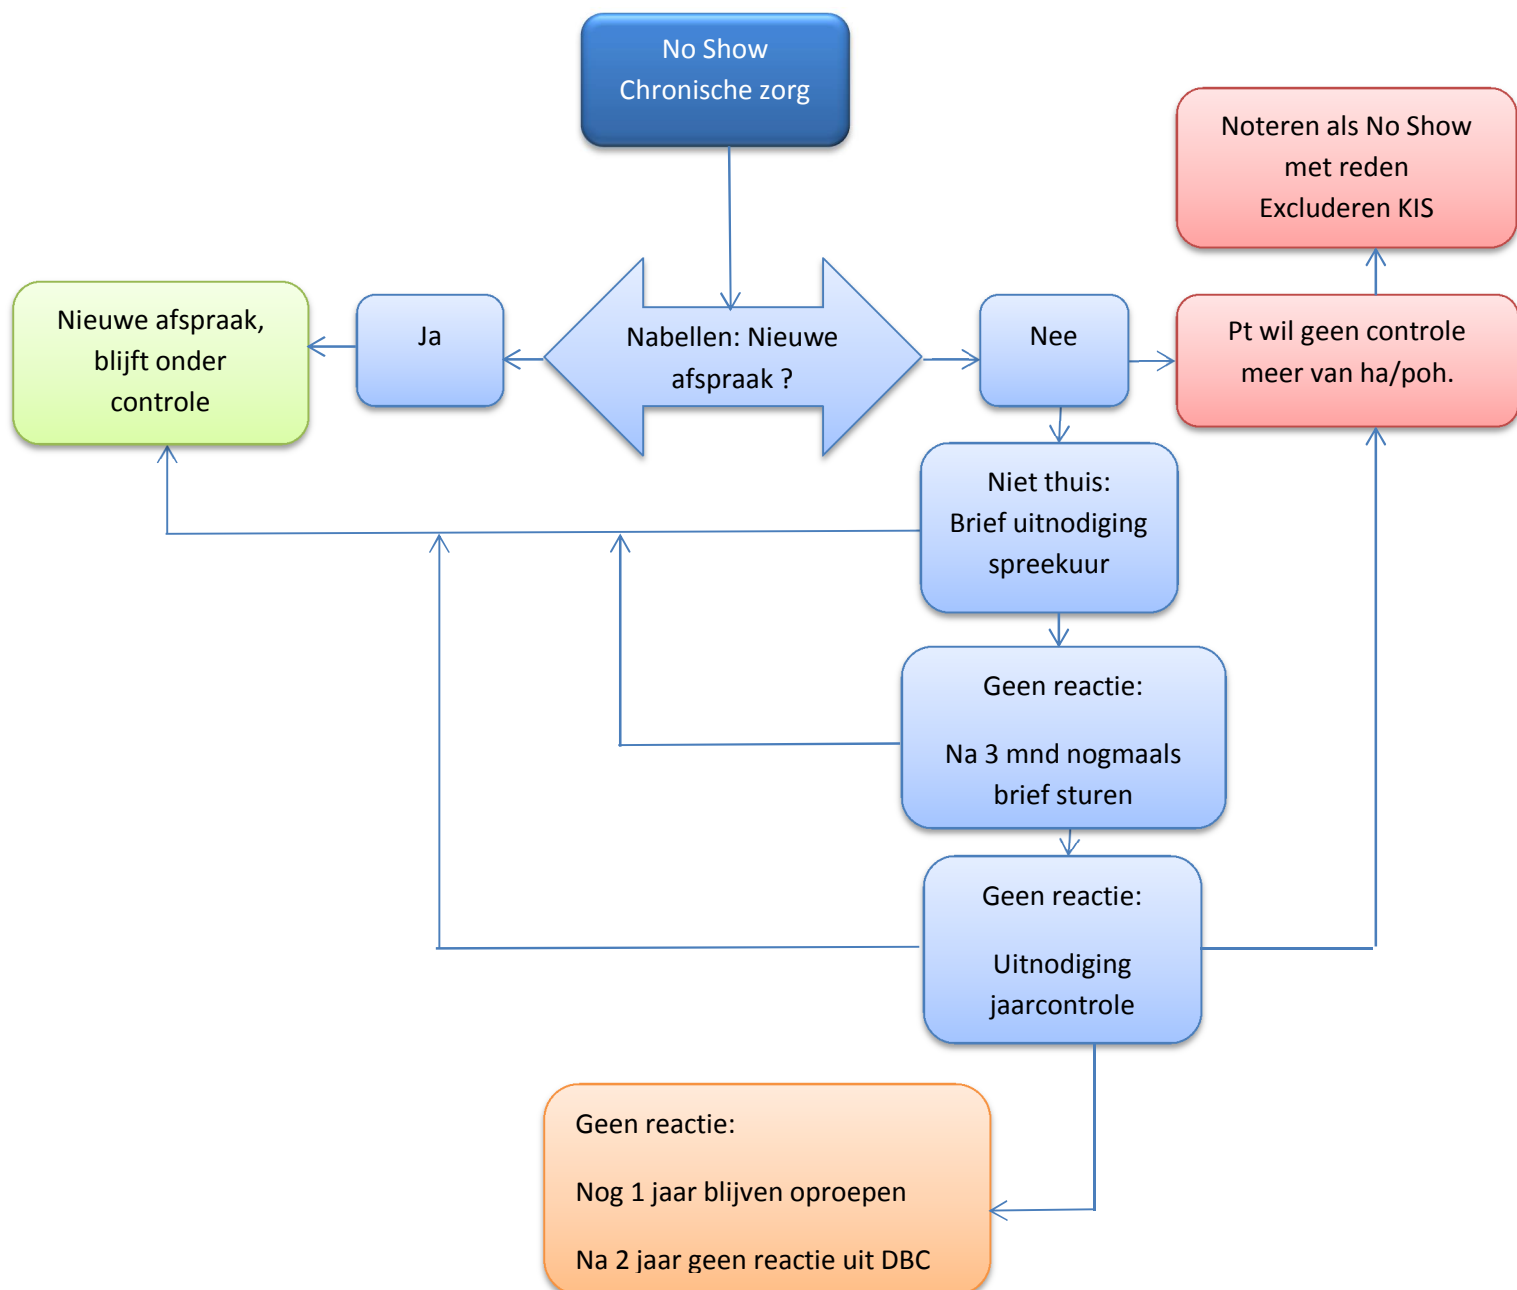 No Show
Chronische zorg
Noteren als No Show
met reden
Excluderen KIS
Nieuwe afspraak,
blijft onder
controle
Ja
Nabellen: Nieuwe
afspraak ?
Nee
Pt wil geen controle
meer van ha/poh.
Niet thuis:
Brief uitnodiging
spreekuur
Geen reactie:
Na 3 mnd nogmaals
brief sturen
Geen reactie:
Uitnodiging
jaarcontrole
Geen reactie:
Nog 1 jaar blijven oproepen
Na 2 jaar geen reactie uit DBC